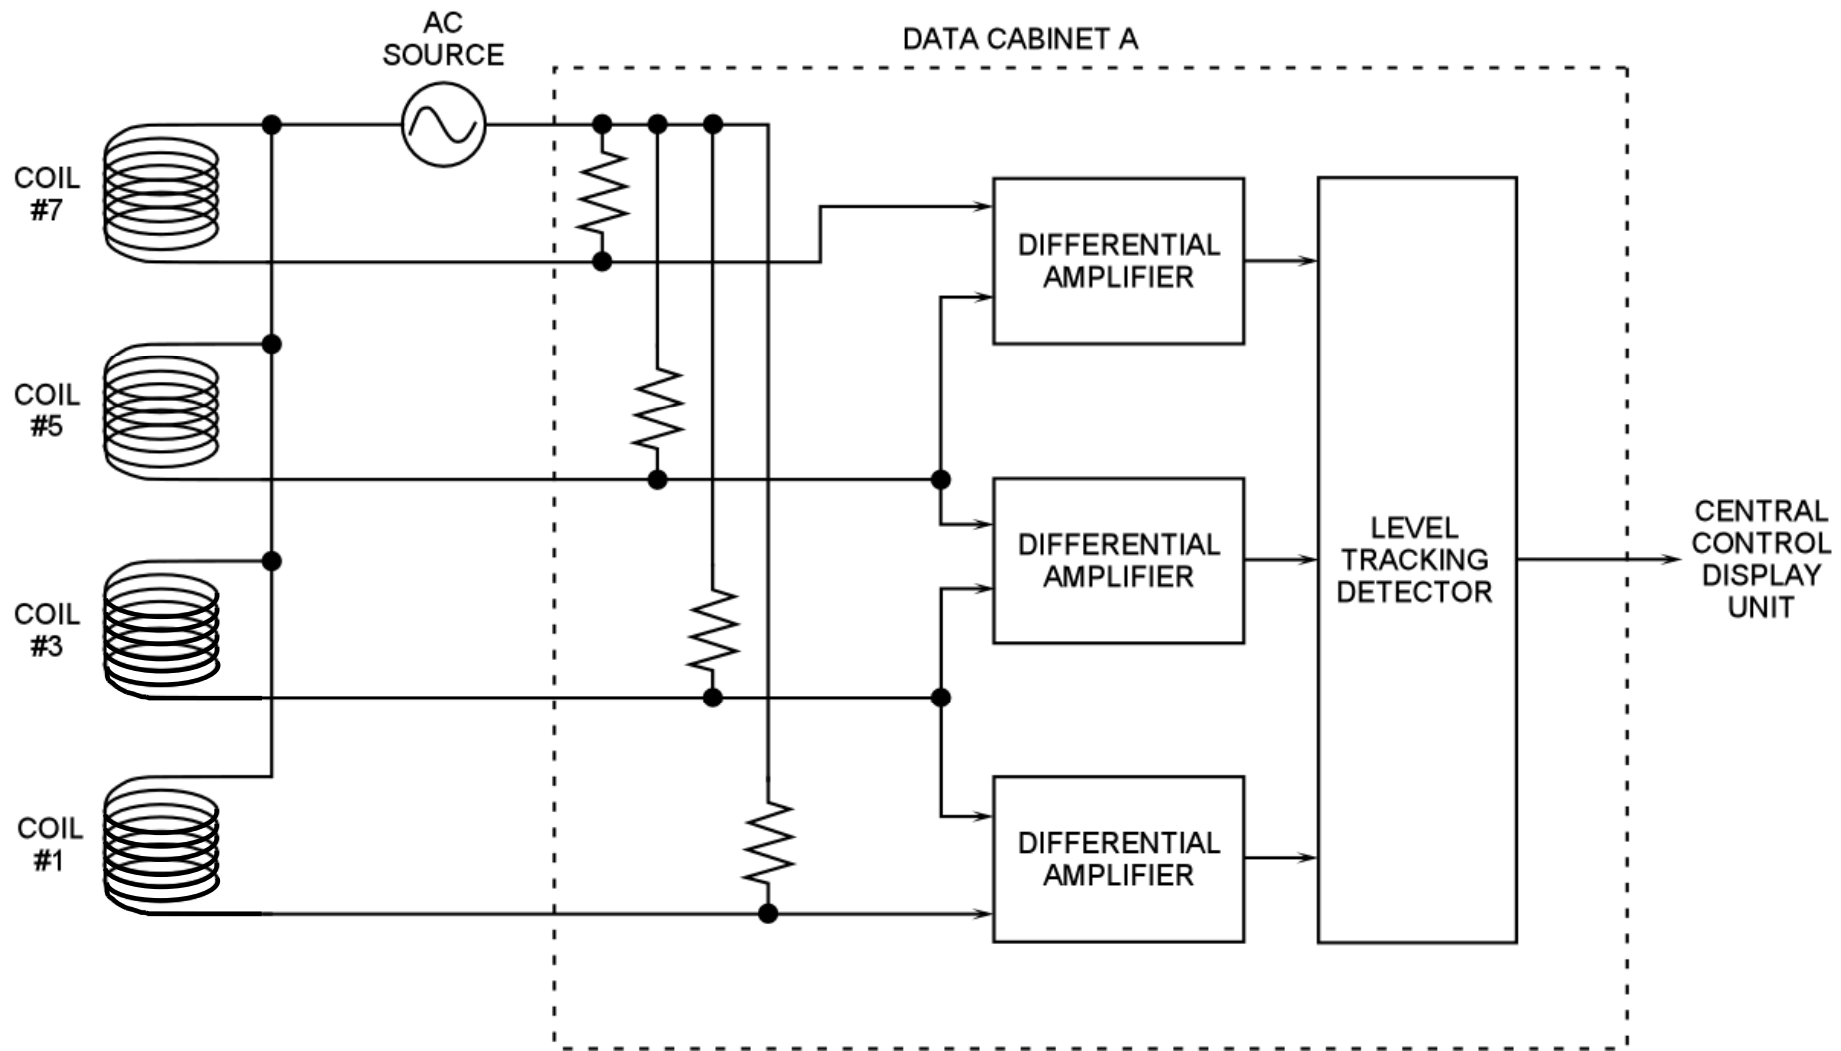 AC
SOURCE
DATA CABINET A
COIL
#7
DIFFERENTIAL
AMPLIFIER
COIL
#5
DIFFERENTIAL
AMPLIFIER
LEVEL
TRACKING
DETECTOR
CENTRAL
CONTROL
DISPLAY
UNIT
COIL
#3
COIL
#1
DIFFERENTIAL
AMPLIFIER